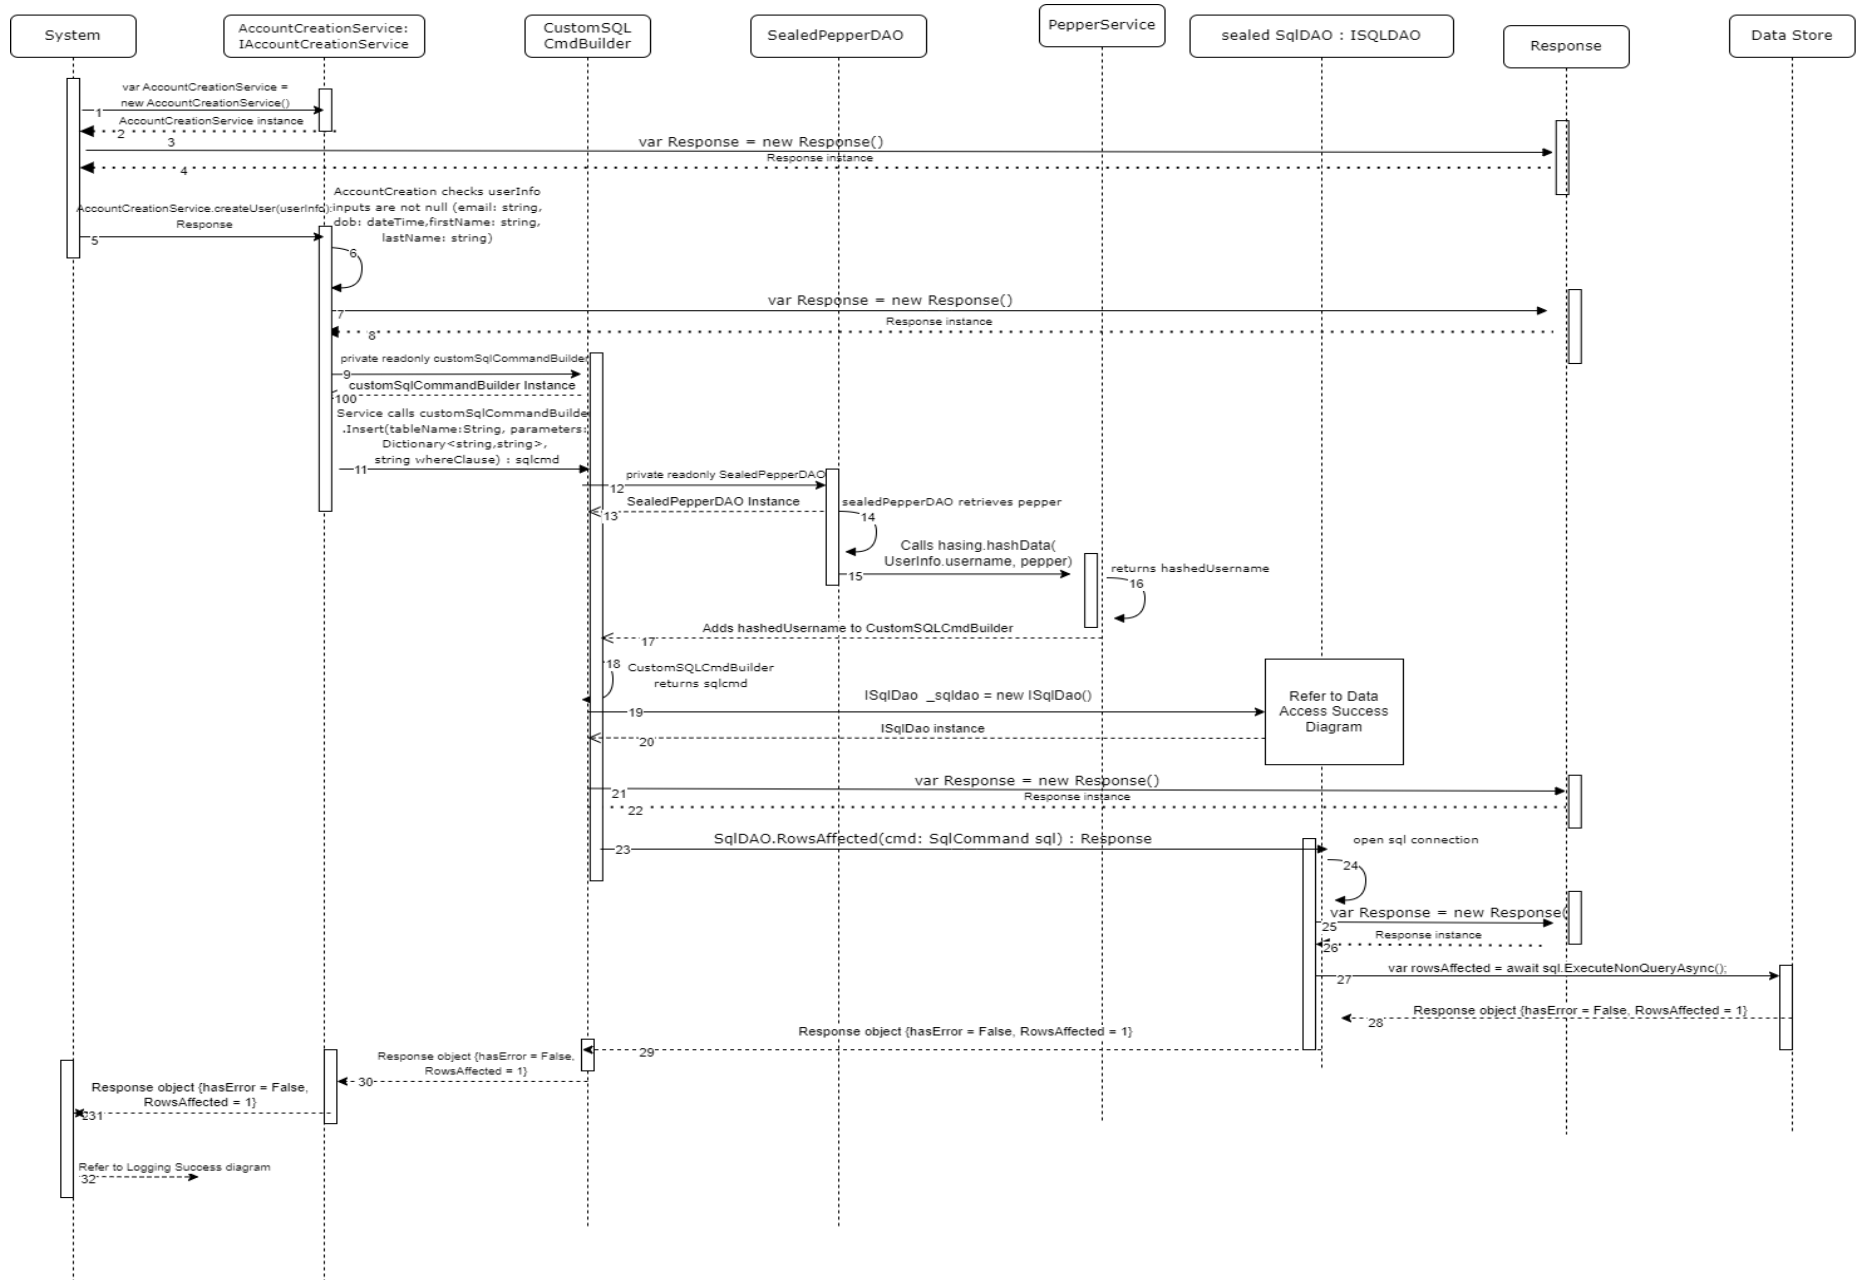 System
AccountCreationService:
IAccountCreationService
CustomSQL
CmdBuilder
SealedPepperDAO
PepperService
sealed SqlDAO : ISQLDAO
Response
Data Store
var AccountCreationService =
new AccountCreationService()
1
AccountCreationService instance
2
3
var Response = new Response()
Response instance
4
AccountCreation checks userInfo
inputs are not null (email: string,
dob: dateTime,firstName: string,
lastName: string)
AccountCreationService.createUser(userInfo):
Response
5
6
var Response = new Response()
7
Response instance
8
private readonly customSqlCommandBuilder
9
customSqlCommandBuilder Instance
100
Service calls customSqlCommandBuilde
.Insert(tableName:String, parameters:
Dictionary<string,string>,
string whereClause) : sqlcmd
11
private readonly SealedPepperDAO
12
SealedPepperDAO Instance
13
sealedPepperDAO retrieves pepper
14
Calls hasing.hashData(
UserInfo.username, pepper)
15
returns hashedUsername
16
Adds hashedUsername to CustomSQLCmdBuilder
17
18
CustomSQLCmdBuilder
returns sqlcmd
ISqlDao _sqldao = new ISqlDao()
19
Refer to Data
Access Success
Diagram
ISqlDao instance
20
var Response = new Response()
21
Response instance
22
SqlDAO.RowsAffected(cmd: SqlCommand sql) : Response
23
open sql connection
24
var Response = new Response(
25
Response instance
26
var rowsAffected = await sql.ExecuteNonQueryAsync();
27
Response object {hasError = False, RowsAffected = 1}
28
Response object {hasError = False, RowsAffected = 1}
29
Response object {hasError = False,
RowsAffected = 1}
30
Response object {hasError = False,
RowsAffected = 1}
231
Refer to Logging Success diagram
32